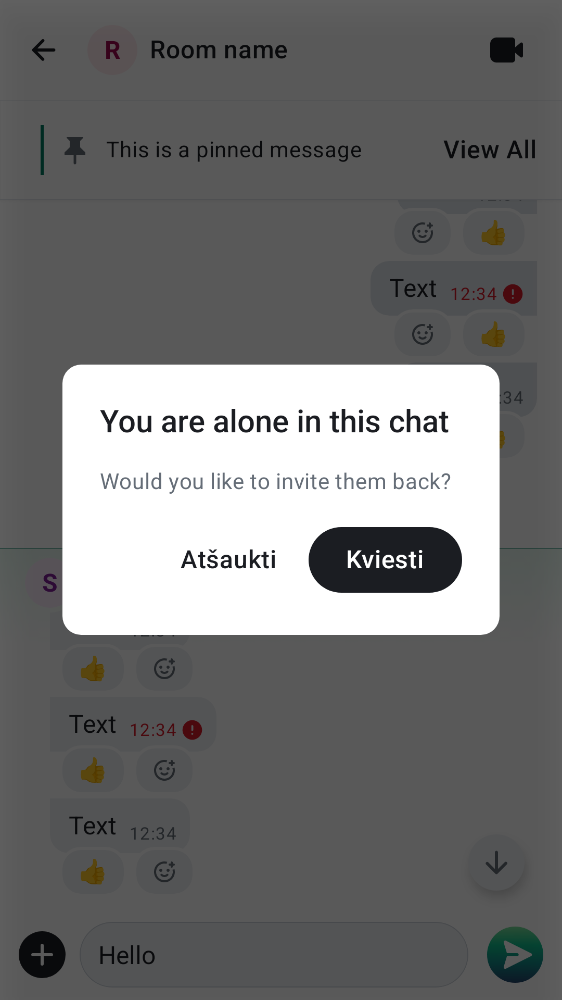 R Room name
This is a pinned message View All
Text 12:34
:34
You are alone in this chat
Would you like to invite them back?
Atšaukti Kviesti
S
Text 12:34
Text 12:34
Hello